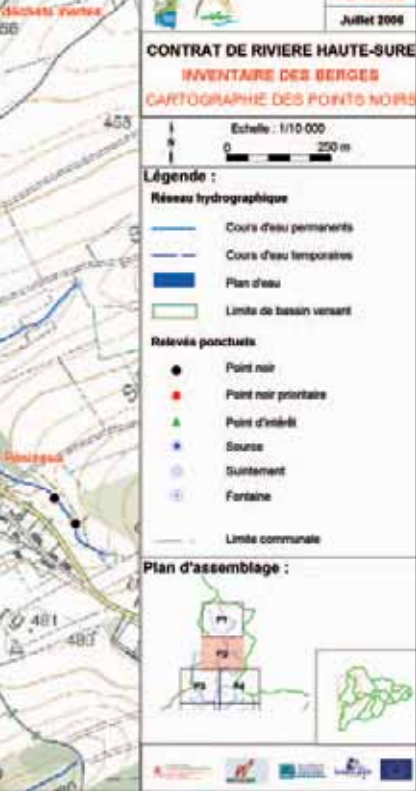 déchets inertes
Juillet 2006
CONTRAT DE RIVIERE HAUTE-SURE
INVENTAIRE DES BERGES
CARTOGRAPHIE DES POINTS NOIRS
N
Echelle : 1/10 000
0 250 m
Légende :
Réseau hydrographique
Cours d'eau permanents
Cours d'eau temporaires
Plan d'eau
Limite de bassin versant
Relevés ponctuels
Point noir
Point noir prioritaire
Point d'intérêt
Source
Suintement
Fontaine
Limite communale
Plan d'assemblage :
P1
P2
P3 P4
481
483